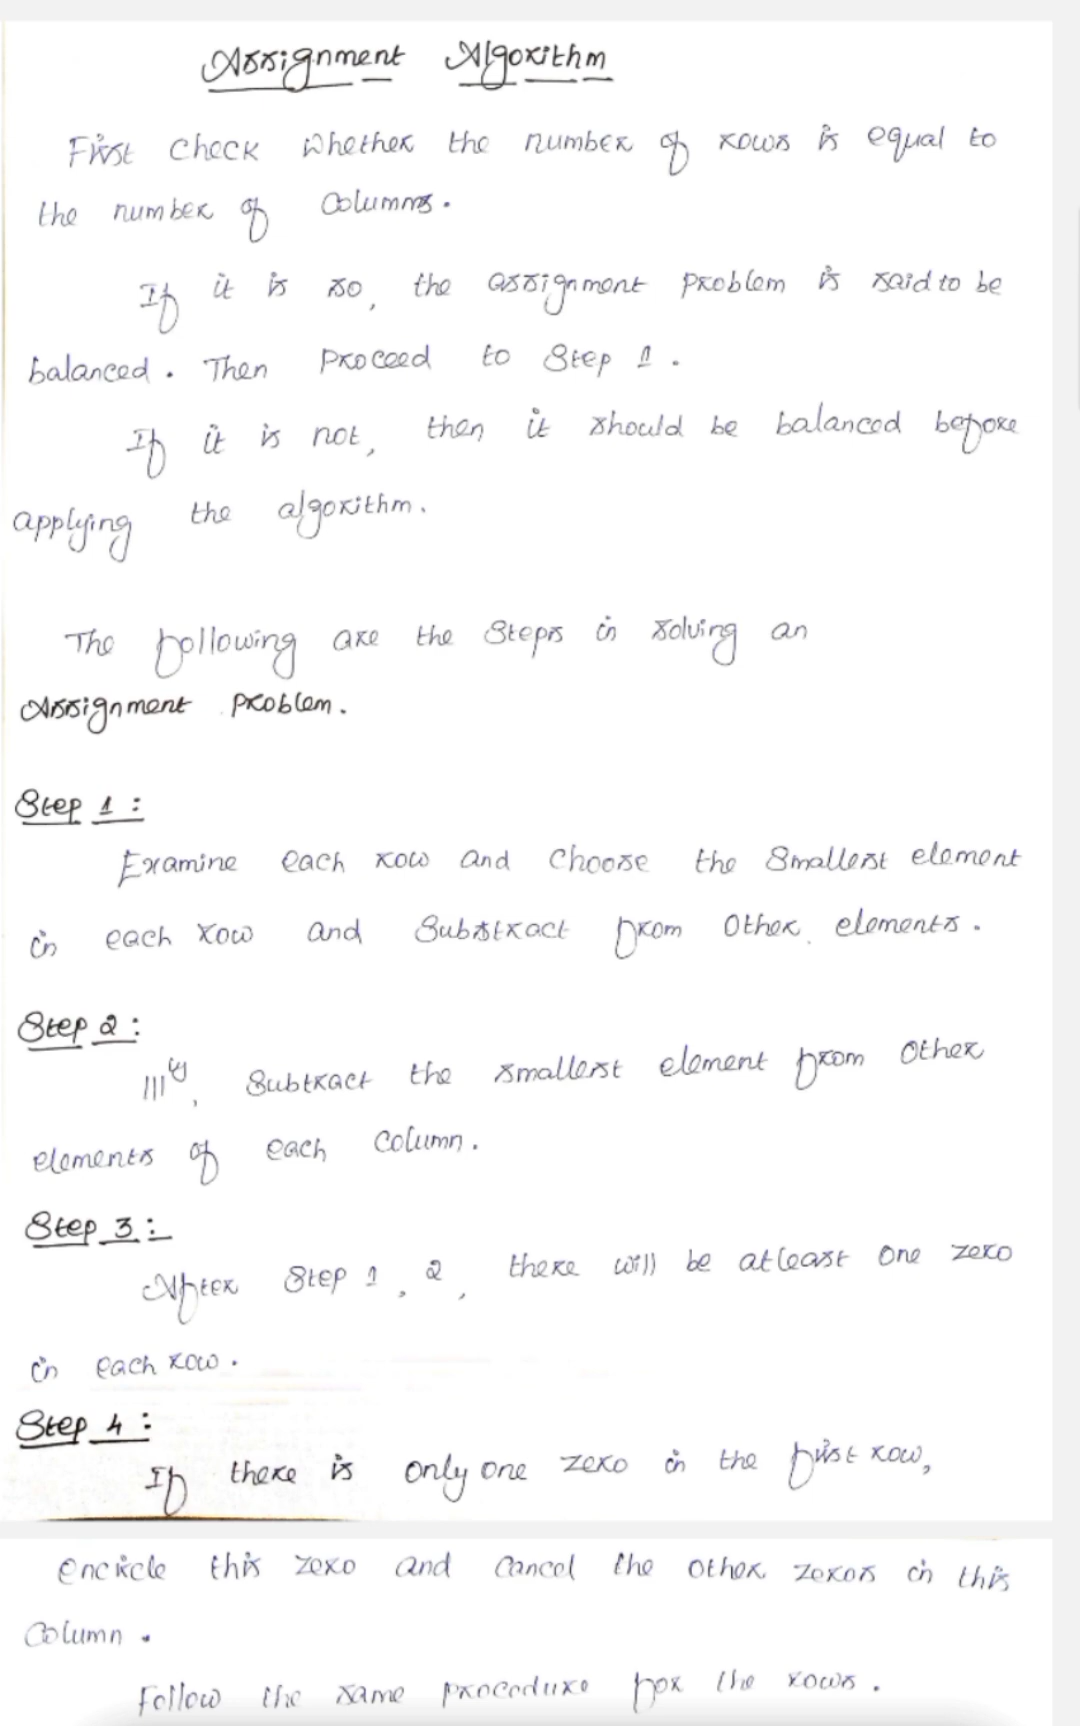 Assignment Algorithm
First check whether the number of rows is equal to
the number of columns.
If it is so, the assignment problem is said to be
balanced. Then proceed to Step 1.
If it is not, then it should be balanced before
applying the algorithm.
The following are the steps in solving an
Assignment problem.
Step 1:
Examine each row and choose the smallest element
in each row and Substract from other elements.
Step 2:
|||ly, Subtract the smallest element from other
elements of each column.
Step 3:
After Step 1, 2, there will be atleast one zero
in each row.
Step 4:
If there is only one zero in the first row,
encircle this zero and cancel the other zeros in this
column.
Follow the same procedure for the rows.